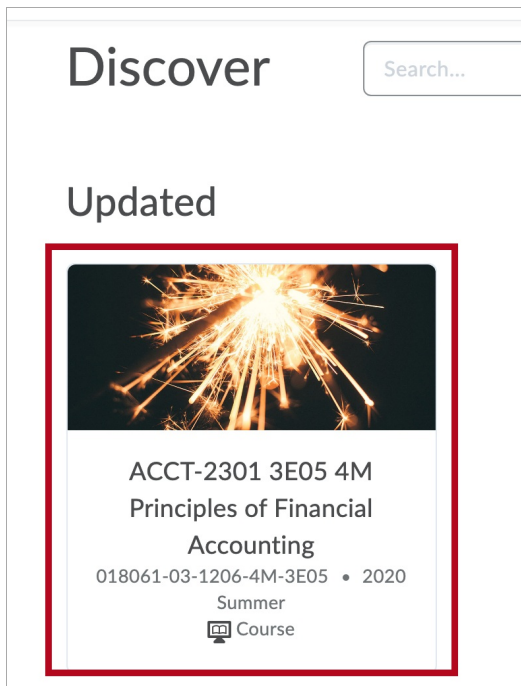 Discover
Search...
Updated
ACCT-2301 3E05 4M
Principles of Financial
Accounting
018061-03-1206-4M-3E05 • 2020
Summer
Course